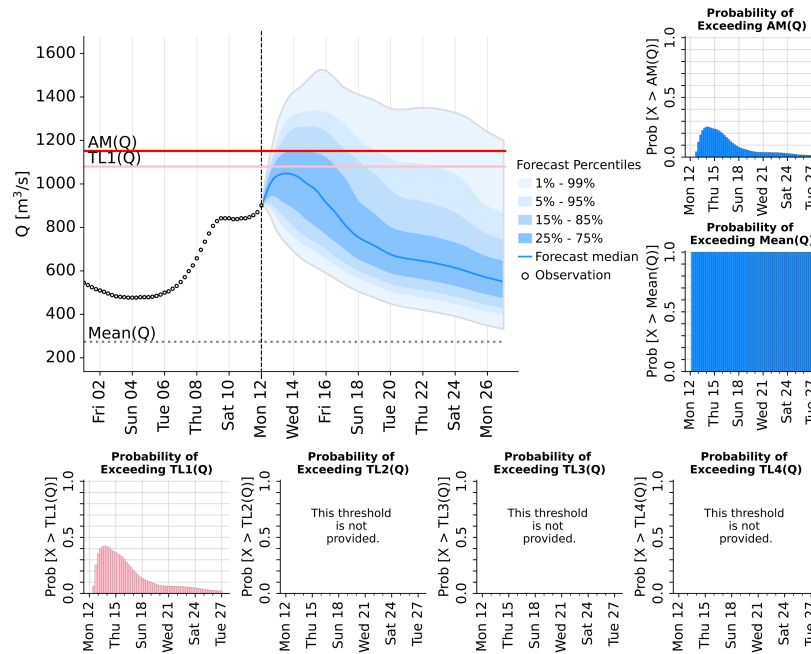 1600
1400
1200
1000
800
600
400
200
Q [m³/s]
AM(Q)
TL1(Q)
Mean(Q)
Fri 02
Sun 04
Tue 06
Thu 08
Sat 10
Mon 12
Wed 14
Fri 16
Sun 18
Tue 20
Thu 22
Sat 24
Mon 26
Forecast Percentiles
1% - 99%
5% - 95%
15% - 85%
25% - 75%
Forecast median
Observation
Probability of
Exceeding AM(Q)
Prob [X > AM(Q)]
1.0
0.5
0.0
Mon 12
Thu 15
Sun 18
Wed 21
Sat 24
Tue 27
Probability of
Exceeding Mean(Q)
Prob [X > Mean(Q)]
1.0
0.5
0.0
Mon 12
Thu 15
Sun 18
Wed 21
Sat 24
Tue 27
Probability of
Exceeding TL1(Q)
Prob [X > TL1(Q)]
1.0
0.5
0.0
Mon 12
Thu 15
Sun 18
Wed 21
Sat 24
Tue 27
Probability of
Exceeding TL2(Q)
Prob [X > TL2(Q)]
1.0
0.5
0.0
This threshold
is not
provided.
Mon 12
Thu 15
Sun 18
Wed 21
Sat 24
Tue 27
Probability of
Exceeding TL3(Q)
Prob [X > TL3(Q)]
1.0
0.5
0.0
This threshold
is not
provided.
Mon 12
Thu 15
Sun 18
Wed 21
Sat 24
Tue 27
Probability of
Exceeding TL4(Q)
Prob [X > TL4(Q)]
1.0
0.5
0.0
This threshold
is not
provided.
Mon 12
Thu 15
Sun 18
Wed 21
Sat 24
Tue 27